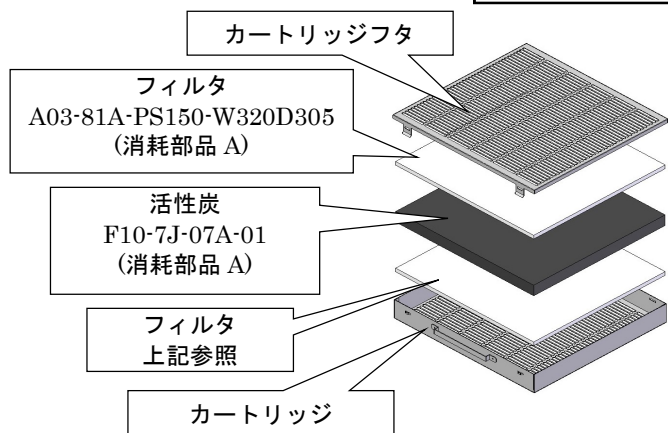 カートリッジフタ
フィルタ
A03-81A-PS150-W320D305
(消耗部品 A)
活性炭
F10-7J-07A-01
(消耗部品 A)
フィルタ
上記参照
カートリッジ